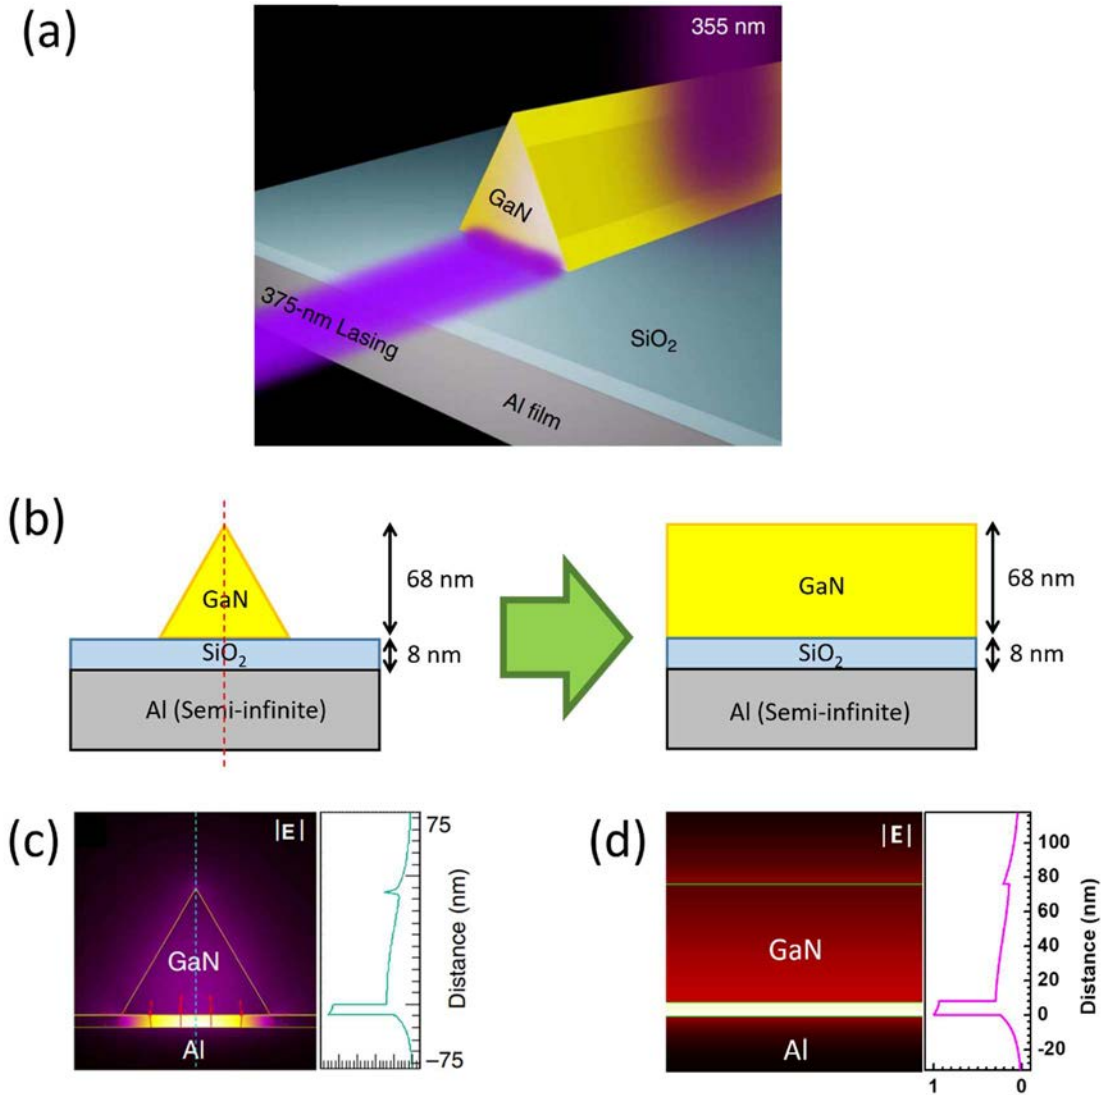 (a)
355 nm
GaN
375-nm Lasing
SiO₂
Al film
(b)
GaN
68 nm
SiO₂
8 nm
Al (Semi-infinite)
GaN
68 nm
SiO₂
8 nm
Al (Semi-infinite)
(c)
|E|
GaN
Al
75
Distance (nm)
−75
(d)
|E|
GaN
Al
100
80
60
40
20
0
-20
Distance (nm)
1
0